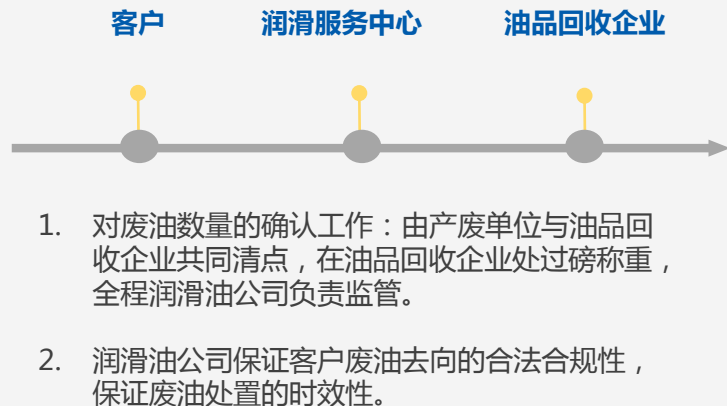 客户 润滑服务中心 油品回收企业
1. 对废油数量的确认工作：由产废单位与油品回
收企业共同清点，在油品回收企业处过磅称重，
全程润滑油公司负责监管。
2. 润滑油公司保证客户废油去向的合法合规性，
保证废油处置的时效性。